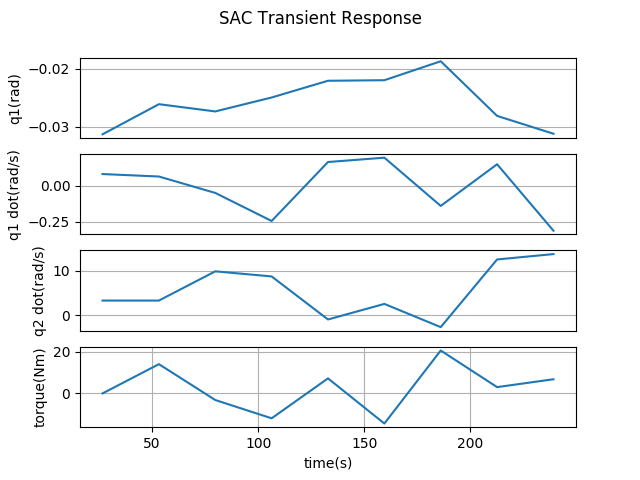 SAC Transient Response
q1(rad)
−0.02
−0.03
q1 dot(rad/s)
0.00
−0.25
q2 dot(rad/s)
10
0
torque(Nm)
20
0
50
100
150
200
time(s)